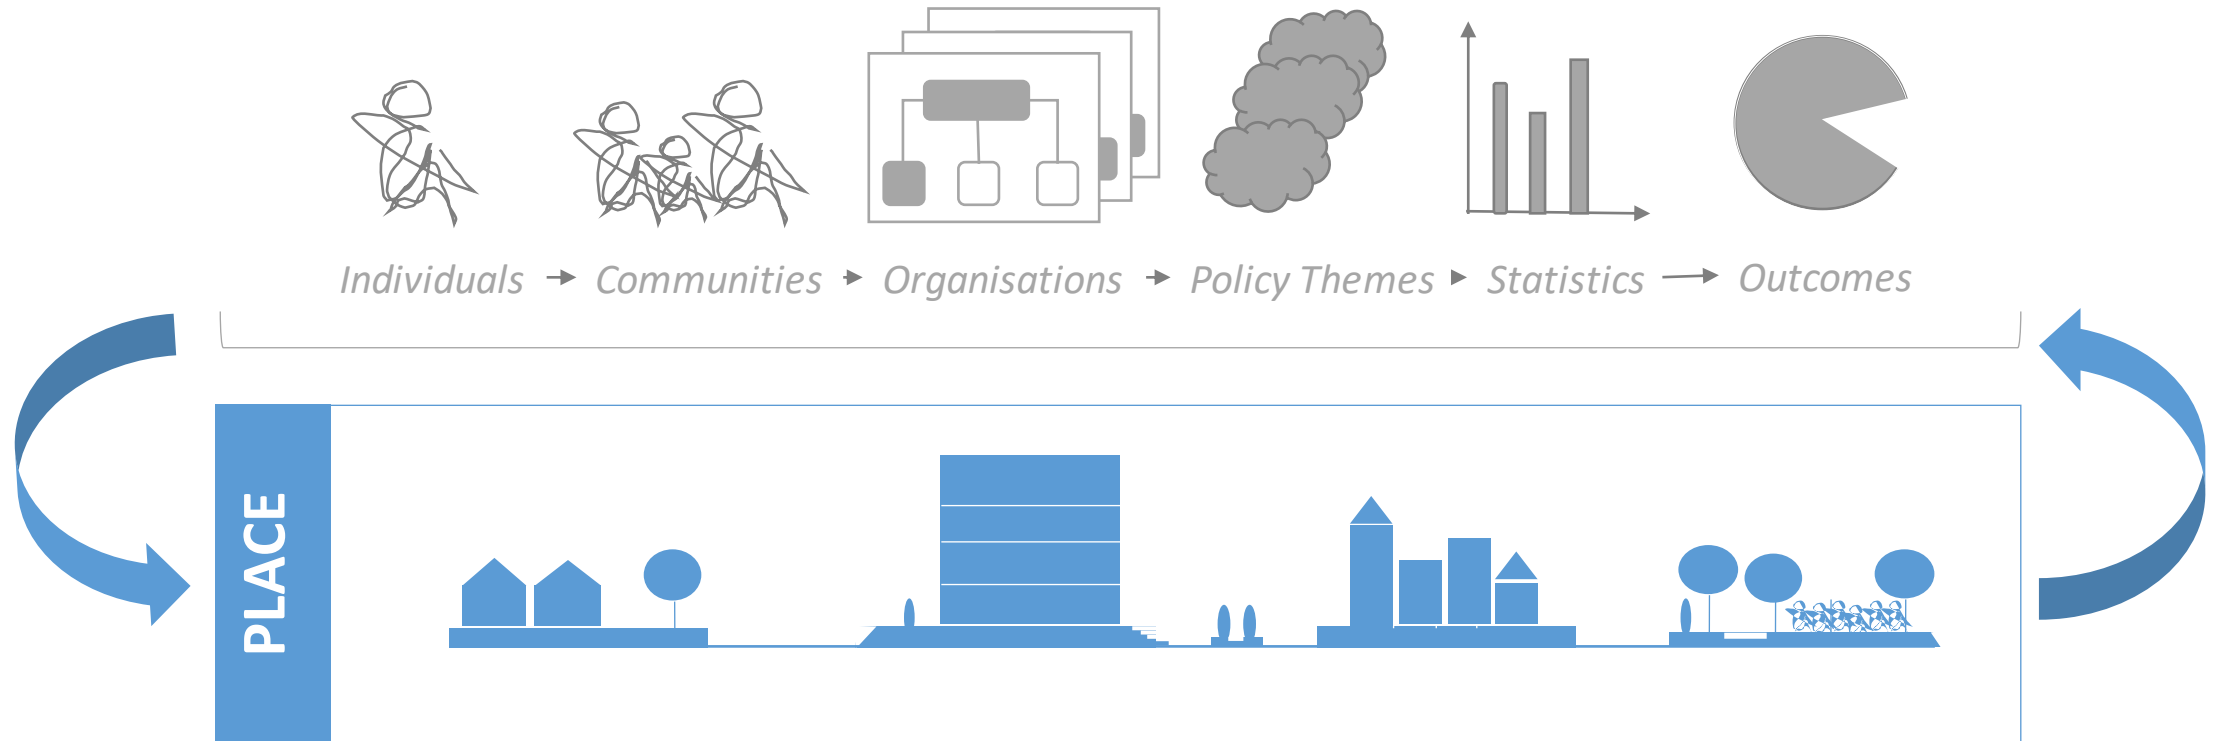 Individuals → Communities → Organisations → Policy Themes → Statistics → Outcomes
PLACE